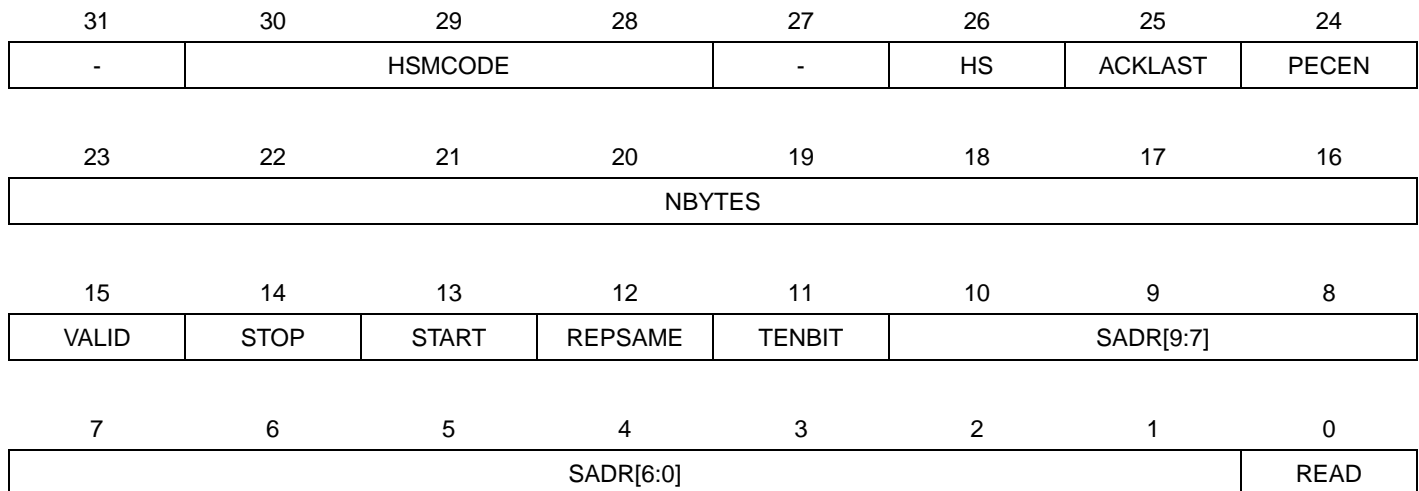 31 30 29 28 27 26 25 24
- HSMCODE - HS ACKLAST PECEN
23 22 21 20 19 18 17 16
NBYTES
15 14 13 12 11 10 9 8
VALID STOP START REPSAME TENBIT SADR[9:7]
7 6 5 4 3 2 1 0
SADR[6:0] READ